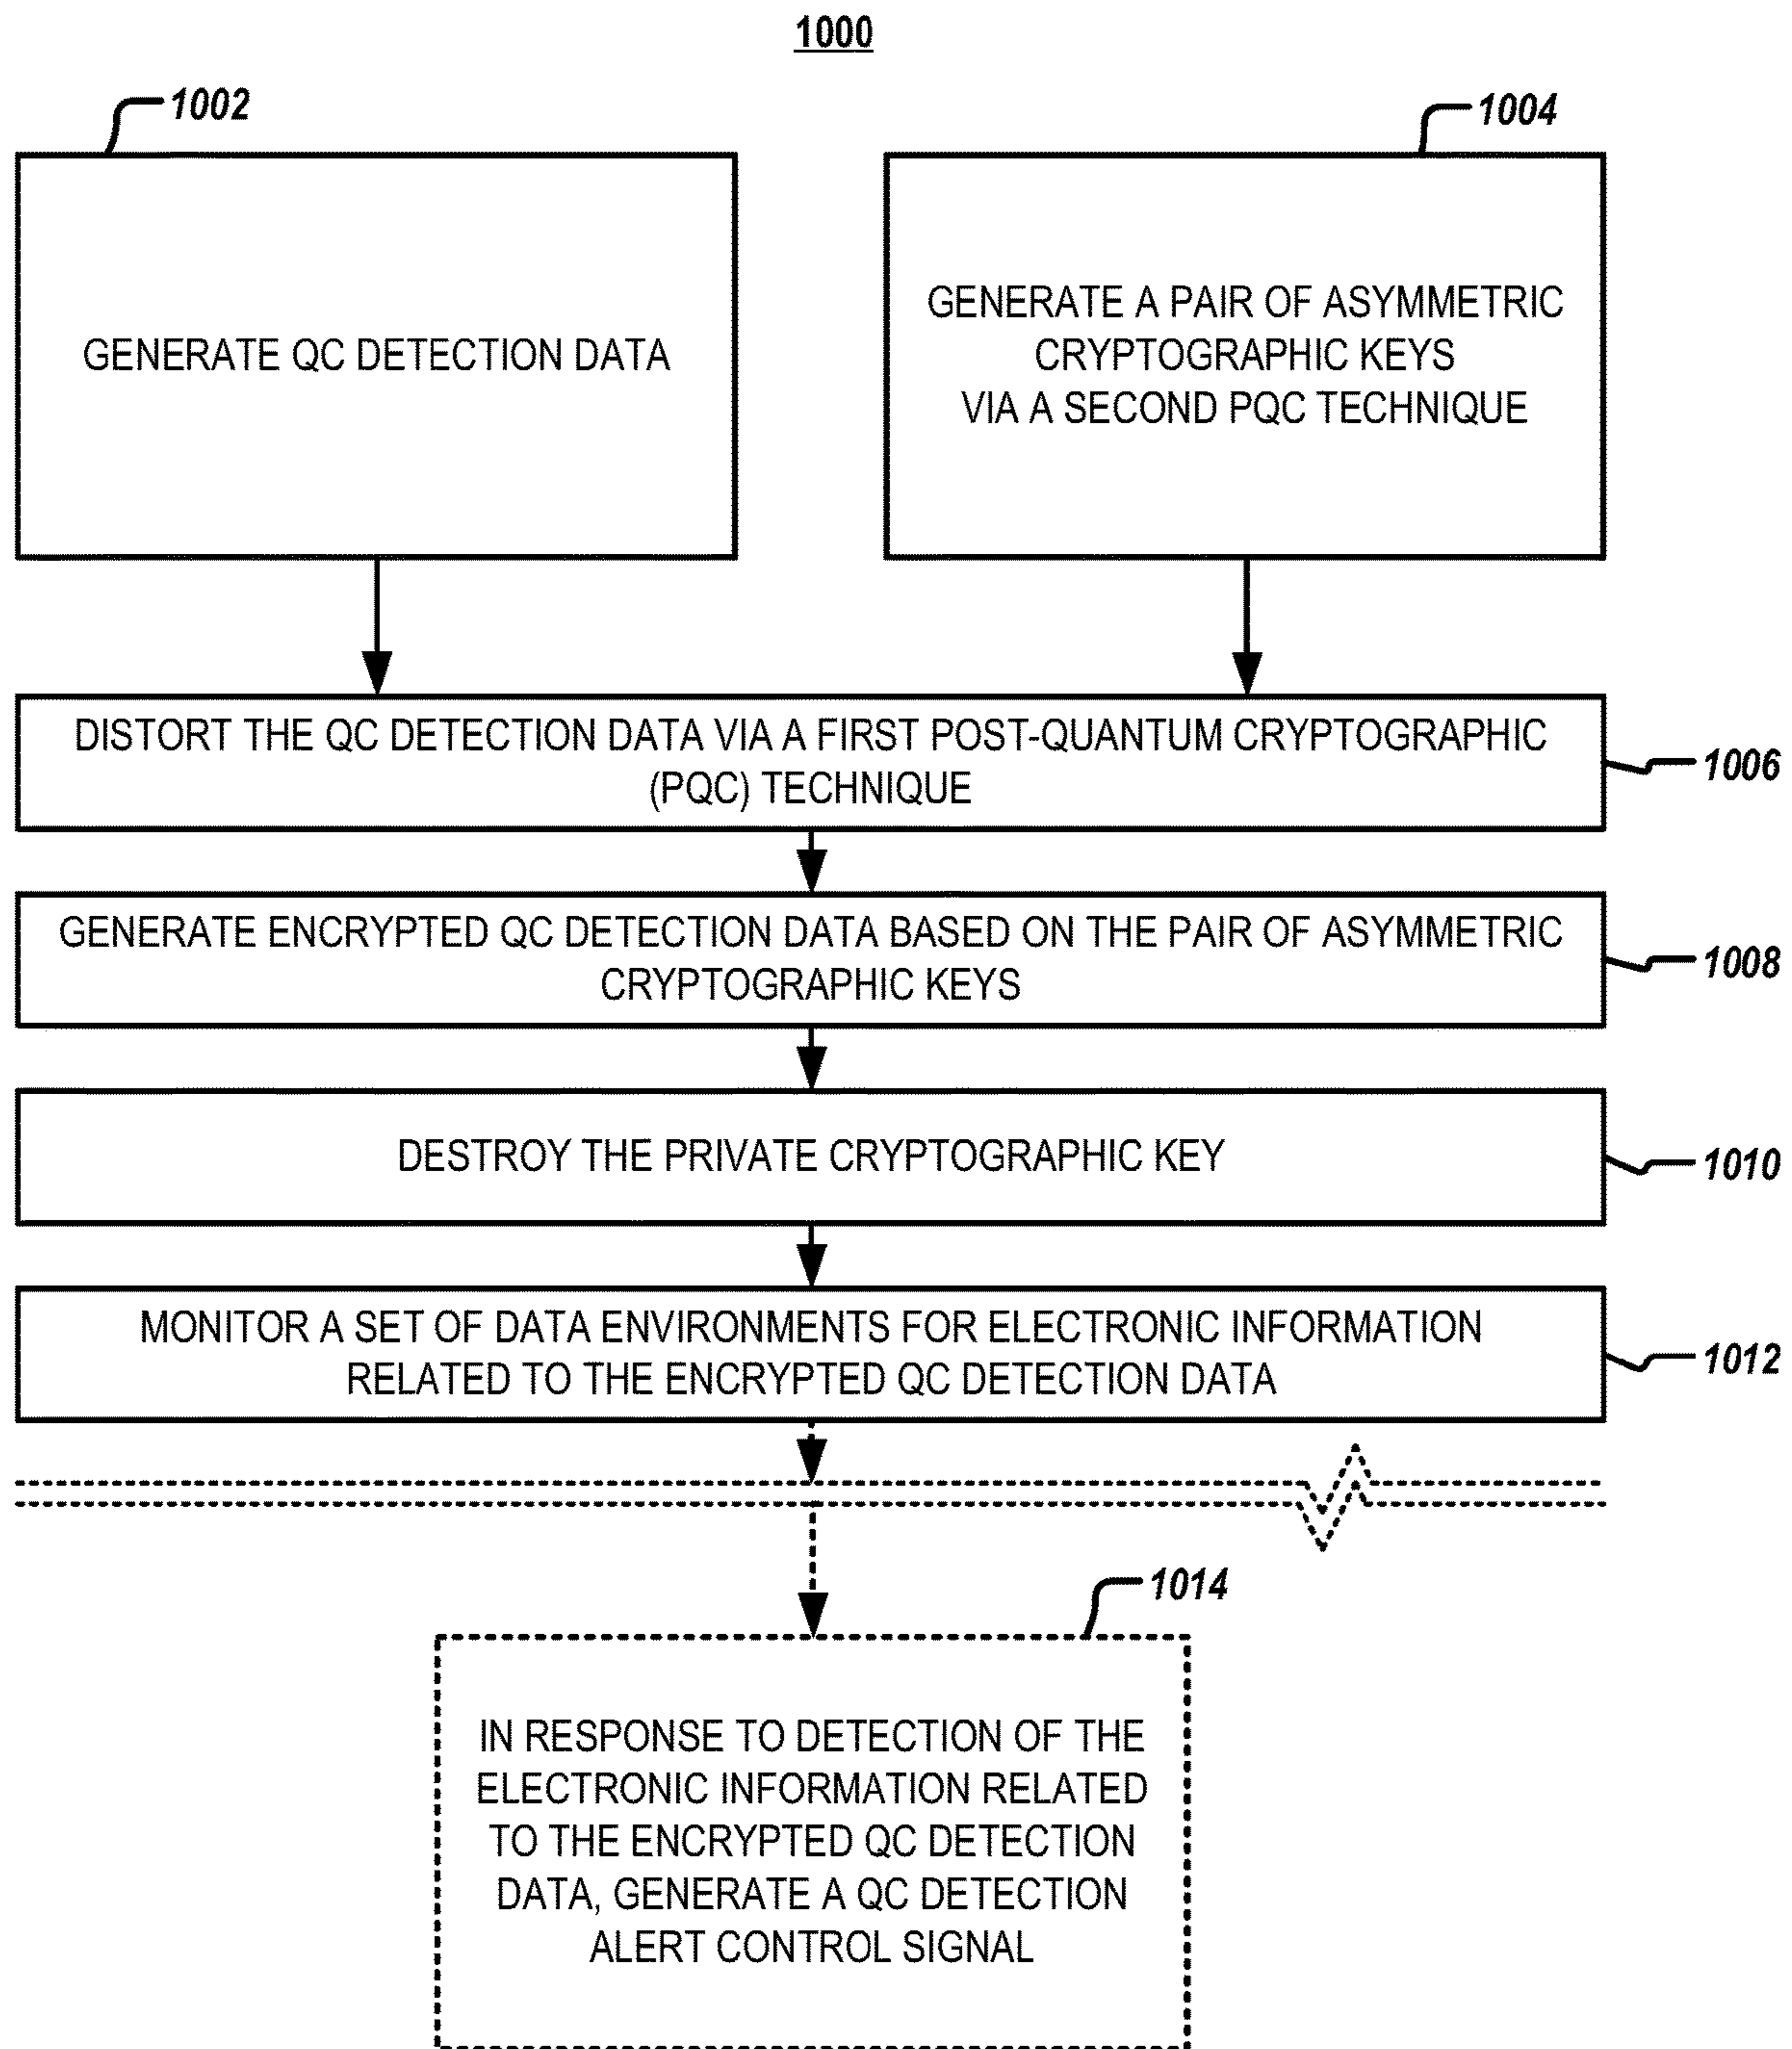 1000
1002
1004
GENERATE QC DETECTION DATA
GENERATE A PAIR OF ASYMMETRIC
CRYPTOGRAPHIC KEYS
VIA A SECOND PQC TECHNIQUE
DISTORT THE QC DETECTION DATA VIA A FIRST POST-QUANTUM CRYPTOGRAPHIC
(PQC) TECHNIQUE
1006
GENERATE ENCRYPTED QC DETECTION DATA BASED ON THE PAIR OF ASYMMETRIC
CRYPTOGRAPHIC KEYS
1008
DESTROY THE PRIVATE CRYPTOGRAPHIC KEY
1010
MONITOR A SET OF DATA ENVIRONMENTS FOR ELECTRONIC INFORMATION
RELATED TO THE ENCRYPTED QC DETECTION DATA
1012
1014
IN RESPONSE TO DETECTION OF THE
ELECTRONIC INFORMATION RELATED
TO THE ENCRYPTED QC DETECTION
DATA, GENERATE A QC DETECTION
ALERT CONTROL SIGNAL